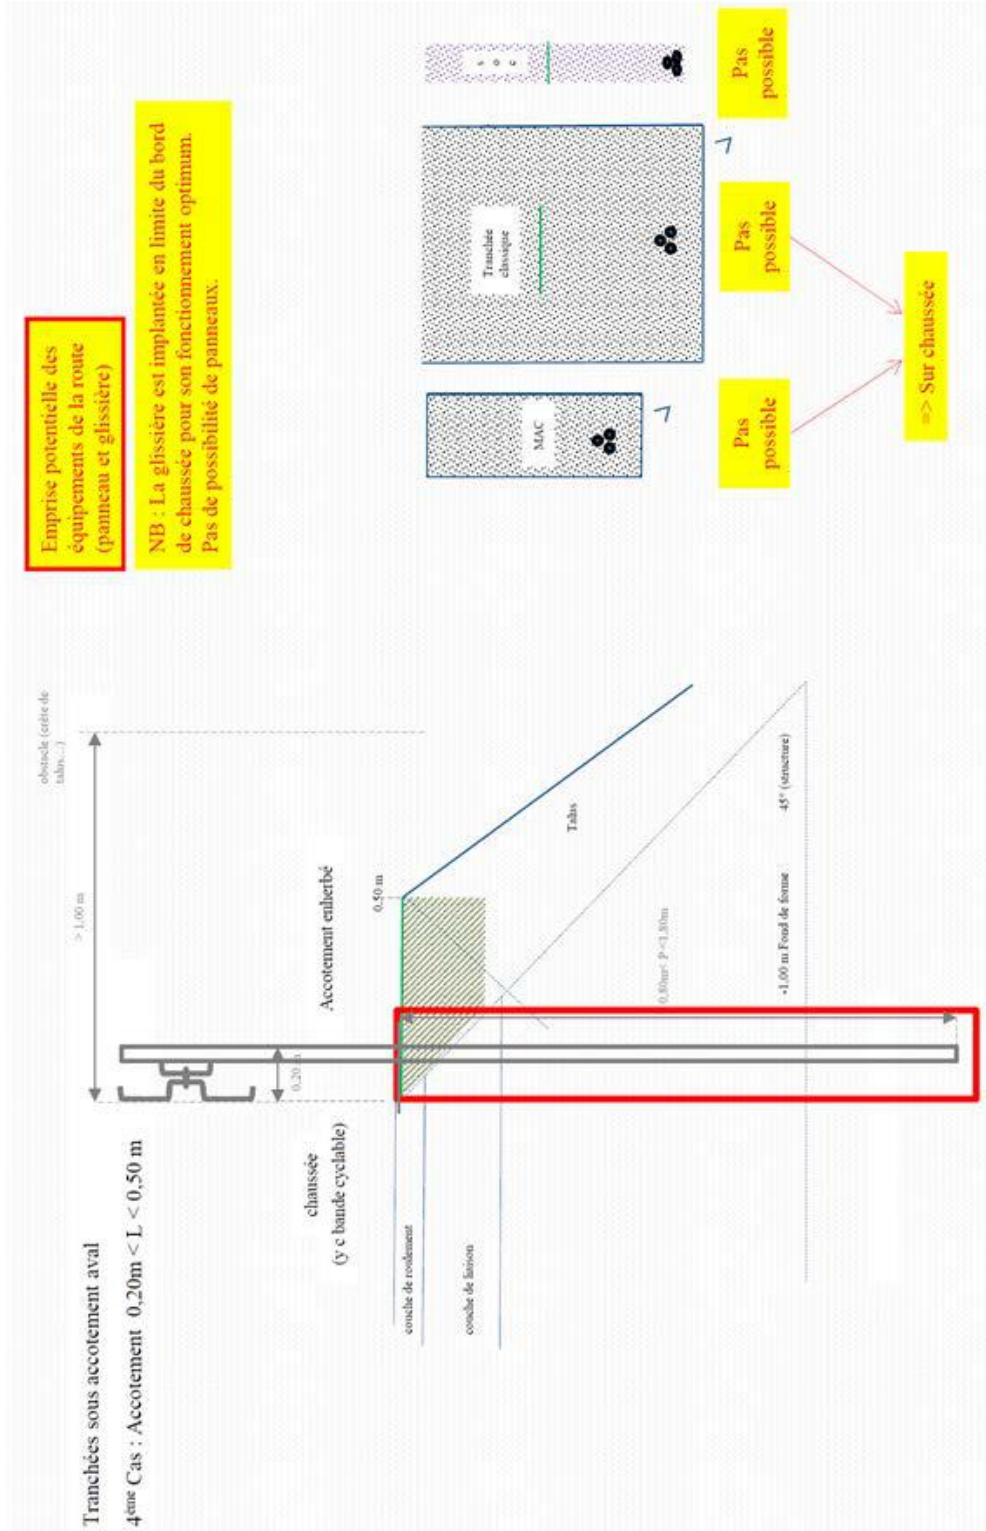 Tranchées sous accotement aval
4ème Cas : Accotement 0,20m < L < 0,50 m
Emprise potentielle des
équipements de la route
(panneau et glissière)
NB : La glissière est implantée en limite du bord
de chaussée pour son fonctionnement optimum.
Pas de possibilité de panneaux.
obstacle (crête de
talus...)
> 1,00 m
0,20 m
chaussée
(y c bande cyclable)
Accotement enherbé
0,50 m
couche de roulement
couche de liaison
Talus
0,80m< P <1,80m
-1,00 m Fond de forme
45° (structure)
MAC
Tranchée
classique
s
o
c
Pas
possible
Pas
possible
Pas
possible
=> Sur chaussée